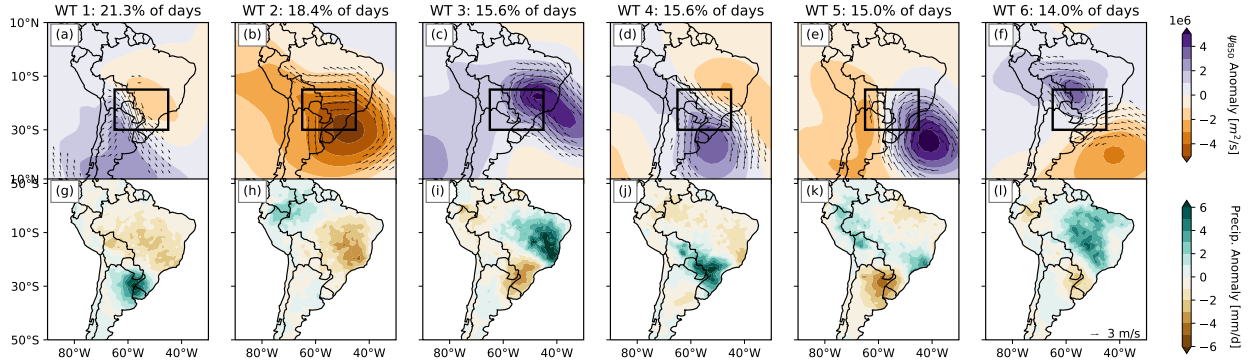 WT 1: 21.3% of days WT 2: 18.4% of days WT 3: 15.6% of days WT 4: 15.6% of days WT 5: 15.0% of days WT 6: 14.0% of days
1e6
10°N
(a) (b) (c) (d) (e) (f)
10°S
30°S
4
2
0
−2
−4
ψ850 Anomaly [m²/s]
50°S
10°N
(g) (h) (i) (j) (k) (l)
10°S
30°S
50°S
3 m/s
6
4
2
0
−2
−4
−6
Precip. Anomaly [mm/d]
80°W 60°W 40°W 80°W 60°W 40°W 80°W 60°W 40°W 80°W 60°W 40°W 80°W 60°W 40°W 80°W 60°W 40°W